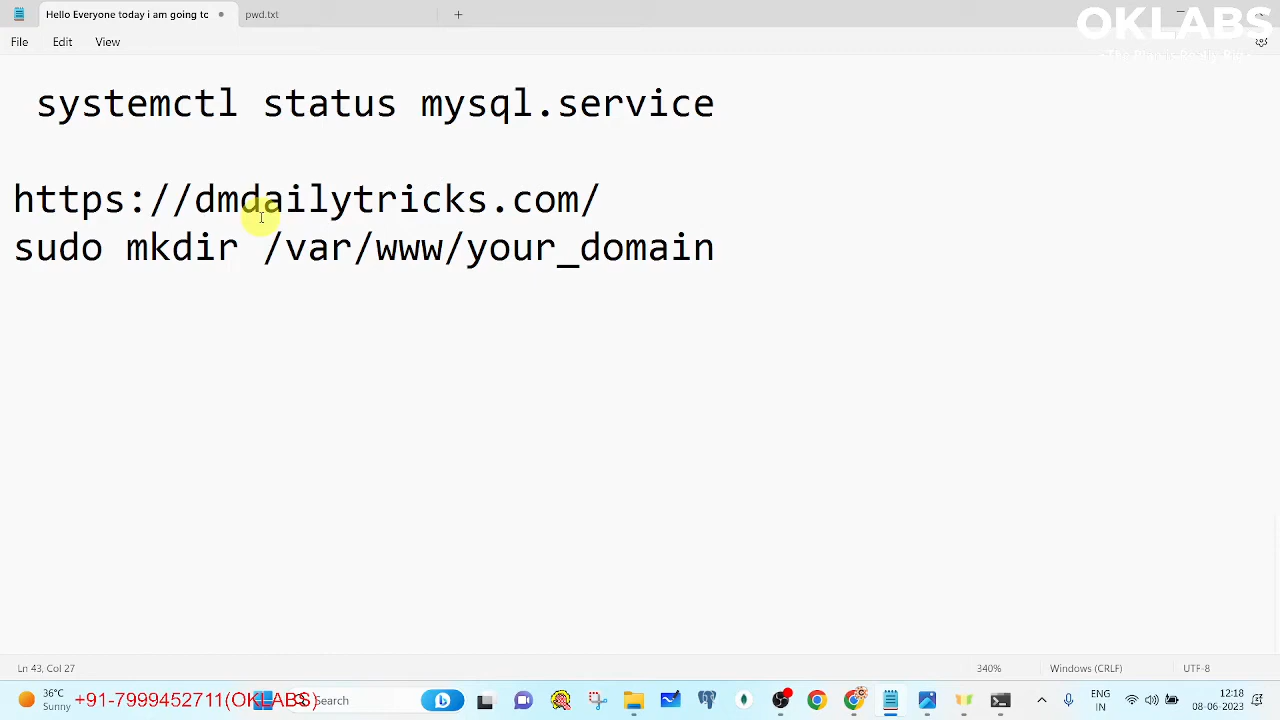 Hello Everyone today i am going to
pwd.txt
OKLABS
File Edit View
systemctl status mysql.service
https://dmdailytricks.com/
sudo mkdir /var/www/your_domain
Ln 43, Col 27
340%
Windows (CRLF)
UTF-8
36°C
Sunny
+91-7999452711(OKLABS)
Search
ENG
IN
12:18
08-06-2023